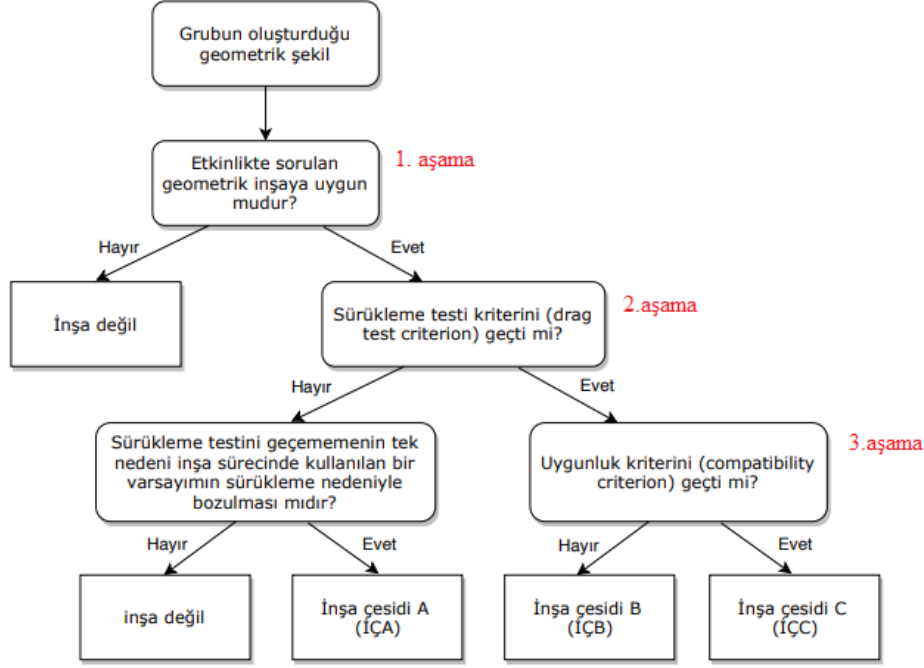 Grubun oluşturduğu
geometrik şekil
Etkinlikte sorulan
geometrik inşaya uygun
mudur?
1. aşama
Hayır
Evet
İnşa değil
Sürükleme testi kriterini (drag
test criterion) geçti mi?
2.aşama
Hayır
Evet
Sürükleme testini geçememenin tek
nedeni inşa sürecinde kullanılan bir
varsayımın sürükleme nedeniyle
bozulması mıdır?
Uygunluk kriterini (compatibility
criterion) geçti mi?
3.aşama
Hayır
Evet
Hayır
Evet
inşa değil
İnşa çesidi A
(İÇA)
İnşa çesidi B
(İÇB)
İnşa çesidi C
(İÇC)